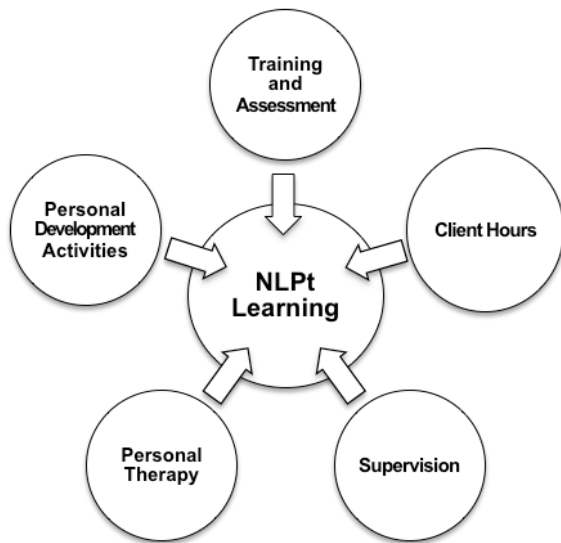 Training
and
Assessment
Personal
Development
Activities
Client Hours
NLPt
Learning
Personal
Therapy
Supervision